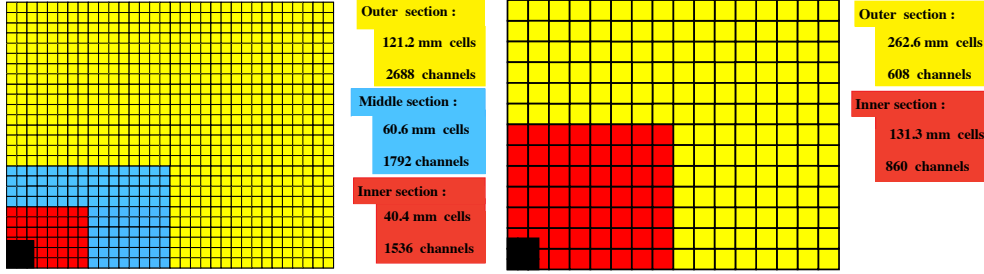 Outer section :
121.2 mm cells
2688 channels
Middle section :
60.6 mm cells
1792 channels
Inner section :
40.4 mm cells
1536 channels
Outer section :
262.6 mm cells
608 channels
Inner section :
131.3 mm cells
860 channels